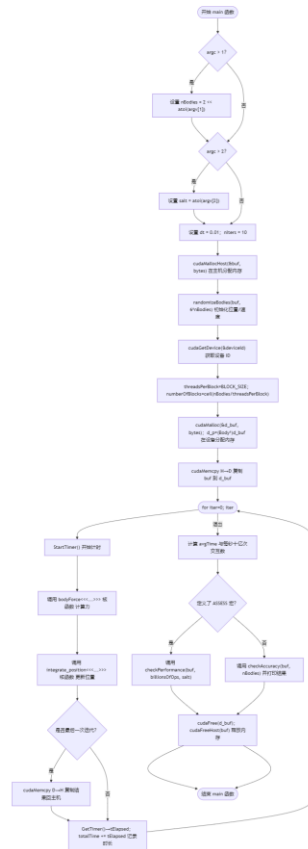 开始 main 函数
argc > 1?
是
否
设置 nBodies = 2 <<
atoi(argv[1])
argc > 2?
是
否
设置 salt = atoi(argv[2])
设置 dt = 0.01; nIters = 10
cudaMallocHost(&buf,
bytes) 在主机分配内存
randomizeBodies(buf,
6*nBodies) 初始化位置/速
度
cudaGetDevice(&deviceId)
获取设备 ID
threadsPerBlock=BLOCK_SIZE;
numberOfBlocks=ceil(nBodies/threadsPerBlock)
cudaMalloc(&d_buf,
bytes); d_p=(Body*)d_buf
在设备分配内存
cudaMemcpy H→D 复制
buf 到 d_buf
for iter=0; iter
退出
StartTimer() 开始计时
计算 avgTime 与每秒十亿次
交互数
调用 bodyForce<<<...>>> 核
函数 计算力
定义了 ASSESS 宏?
是
否
调用
integrate_position<<<...>>>
核函数 更新位置
调用
checkPerformance(buf,
billionsOfOps, salt)
调用 checkAccuracy(buf,
nBodies) 并打印结果
是否最后一次迭代?
cudaFree(d_buf);
cudaFreeHost(buf) 释放内
存
是
否
cudaMemcpy D→H 复制结
果回主机
结束 main 函数
GetTimer()→tElapsed;
totalTime += tElapsed 记录
时长